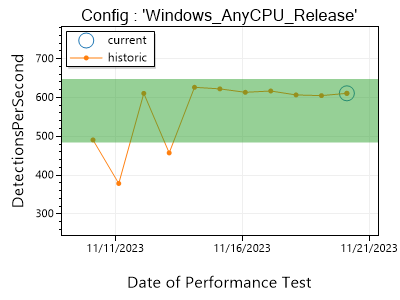 Config : 'Windows_AnyCPU_Release'
current
historic
DetectionsPerSecond
700
600
500
400
300
11/11/2023
11/16/2023
11/21/2023
Date of Performance Test